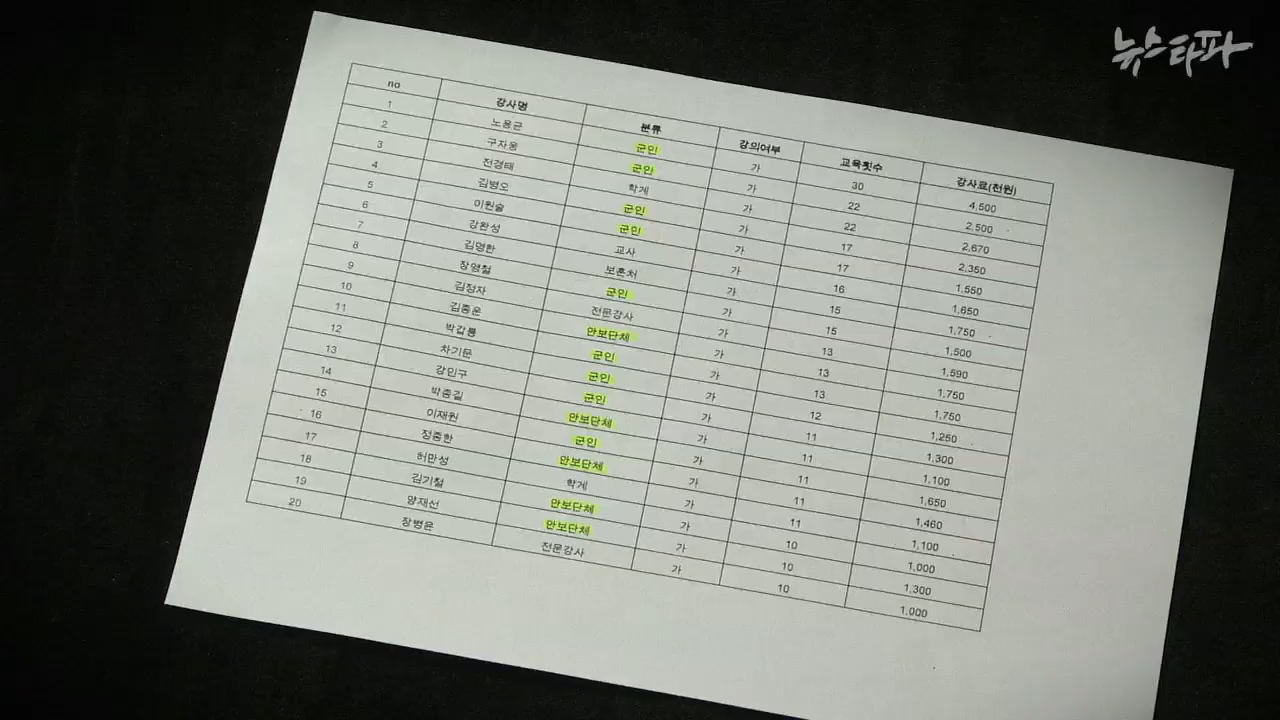 뉴스타파
no 강사명 분류 강의여부 교육횟수 강사료(천원)
1 노용균 군인 가 30 4,500
2 구자웅 군인 가 22 2,500
3 전경태 학계 가 22 2,670
4 김병오 군인 가 17 2,350
5 이원술 군인 가 17 1,550
6 강완성 교사 가 16 1,650
7 김명환 보훈처 가 15 1,750
8 장영철 군인 가 15 1,500
9 김정자 전문강사 가 13 1,590
10 김종운 안보단체 가 13 1,750
11 박갑룡 군인 가 13 1,750
12 차기문 군인 가 12 1,250
13 강민구 군인 가 11 1,300
14 박종길 안보단체 가 11 1,100
15 이재원 군인 가 11 1,650
16 정종한 안보단체 가 11 1,460
17 허만성 학계 가 11 1,100
18 김기철 안보단체 가 10 1,000
19 양재선 안보단체 가 10 1,300
20 장병윤 전문강사 가 10 1,000